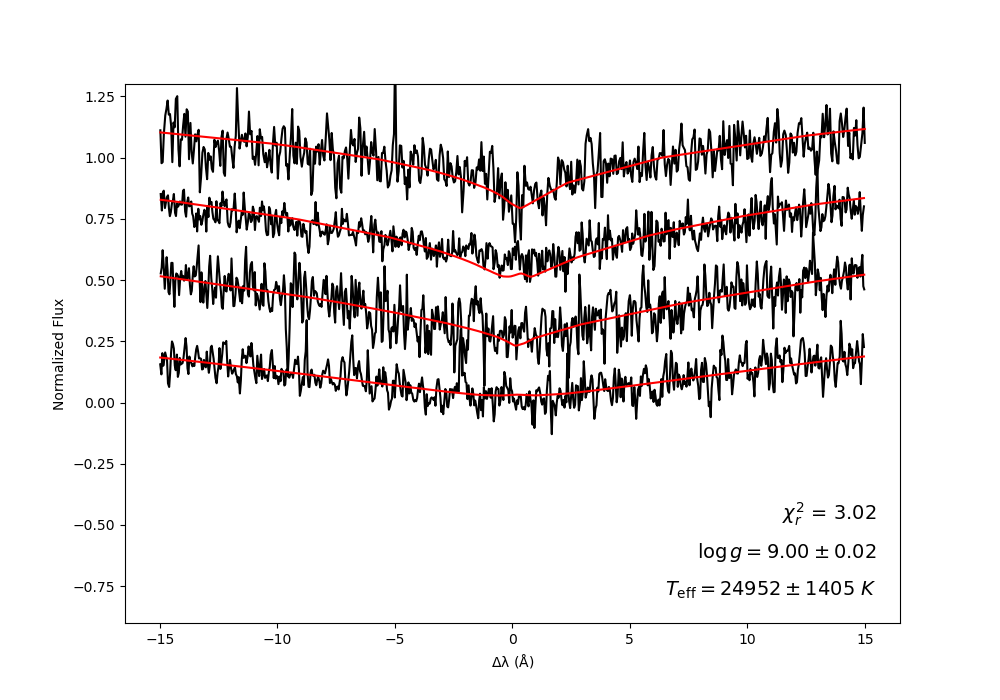 1.25
1.00
0.75
0.50
0.25
0.00
−0.25
−0.50
−0.75
Normalized Flux
χ²ᵣ = 3.02
log g = 9.00 ± 0.02
T_eff = 24952 ± 1405 K
−15 −10 −5 0 5 10 15
Δλ (Å)